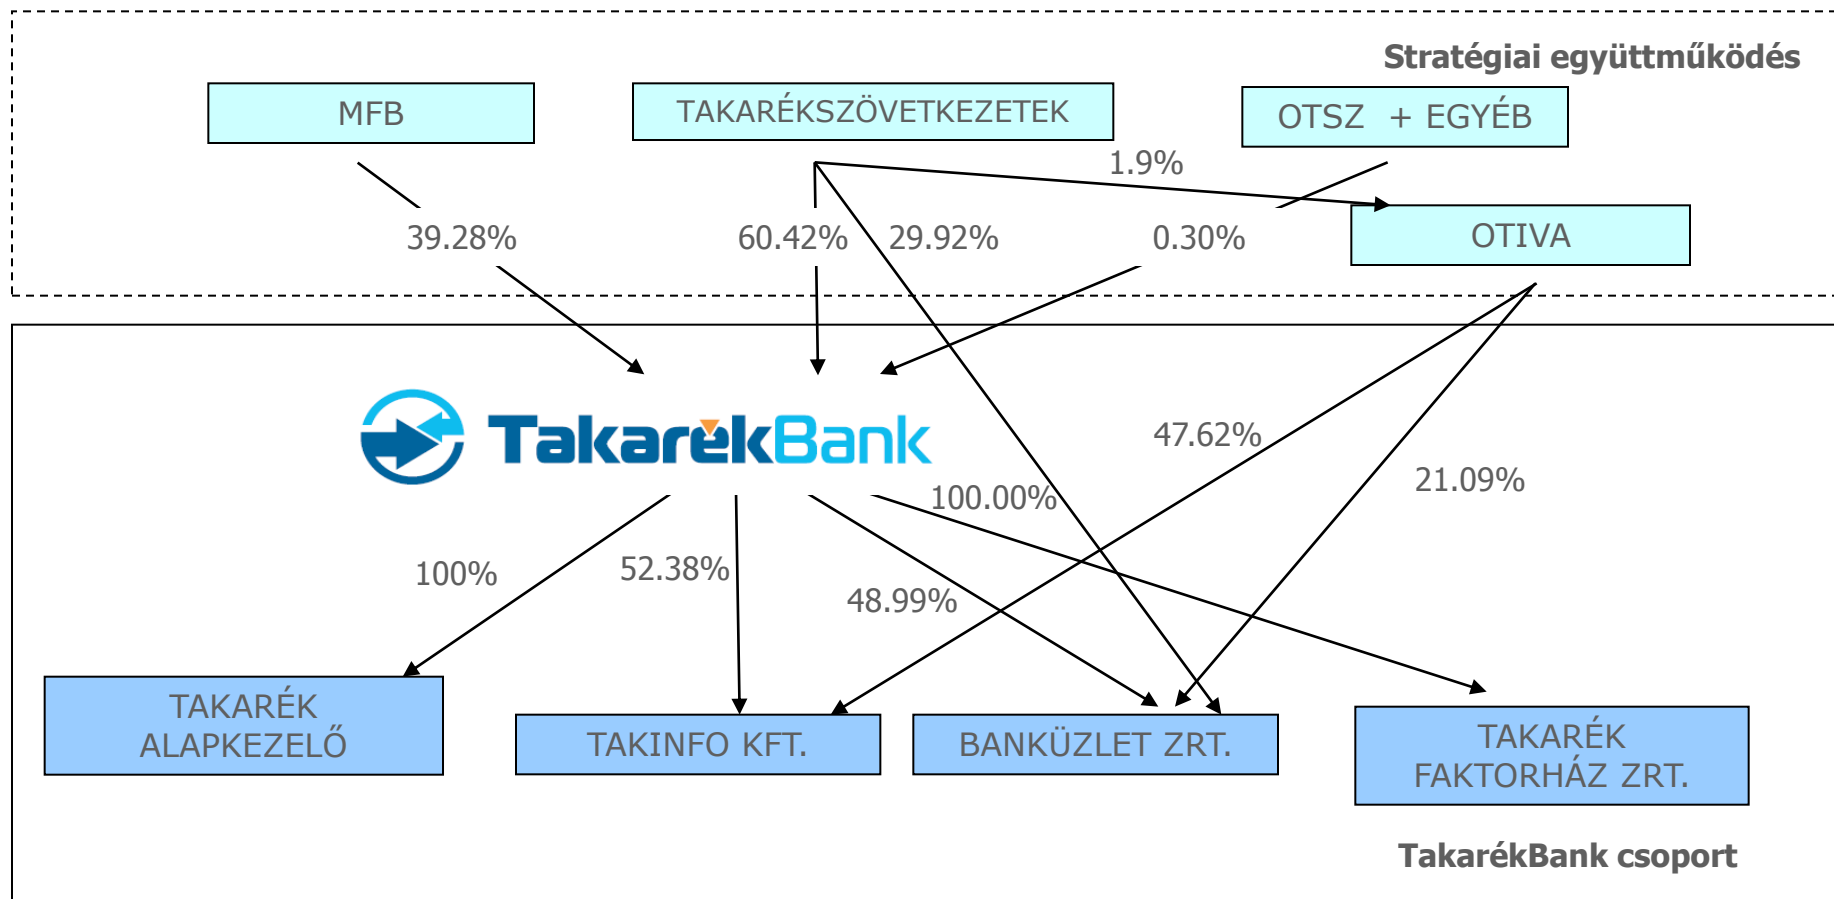 Stratégiai együttműködés
MFB
TAKARÉKSZÖVETKEZETEK
OTSZ + EGYÉB
1.9%
39.28%
60.42%
29.92%
0.30%
OTIVA
TakarékBank
47.62%
21.09%
100.00%
100%
52.38%
48.99%
TAKARÉK
ALAPKEZELŐ
TAKINFO KFT.
BANKÜZLET ZRT.
TAKARÉK
FAKTORHÁZ ZRT.
TakarékBank csoport